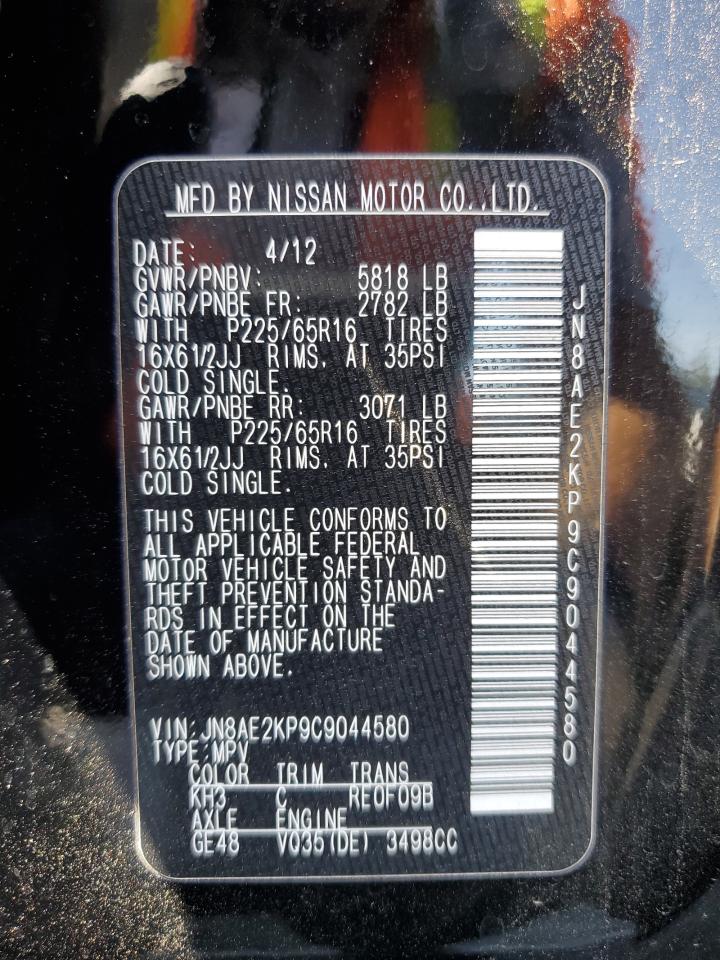 MFD BY NISSAN MOTOR CO.,LTD.
DATE: 4/12
GVWR/PNBV: 5818 LB
GAWR/PNBE FR: 2782 LB
WITH P225/65R16 TIRES
16X61/2JJ RIMS, AT 35PSI
COLD SINGLE.
GAWR/PNBE RR: 3071 LB
WITH P225/65R16 TIRES
16X61/2JJ RIMS, AT 35PSI
COLD SINGLE.
THIS VEHICLE CONFORMS TO
ALL APPLICABLE FEDERAL
MOTOR VEHICLE SAFETY AND
THEFT PREVENTION STANDA-
RDS IN EFFECT ON THE
DATE OF MANUFACTURE
SHOWN ABOVE.
VIN:JN8AE2KP9C9044580
TYPE:MPV
COLOR TRIM TRANS
KH3 C RE0F09B
AXLE ENGINE
GE48 VQ35(DE) 3498CC
JN8AE2KP9C9044580